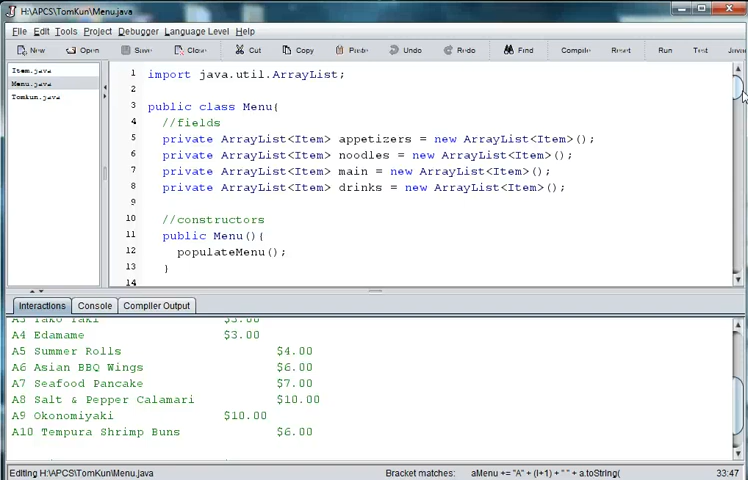 H:\APCS\TomKun\Menu.java
File Edit Tools Project Debugger Language Level Help
New Open Save Close Cut Copy Paste Undo Redo Find Compile Reset Run Test Java
Item.java
Menu.java
Tomkun.java
1 import java.util.ArrayList;
2
3 public class Menu{
4 //fields
5 private ArrayList<Item> appetizers = new ArrayList<Item>();
6 private ArrayList<Item> noodles = new ArrayList<Item>();
7 private ArrayList<Item> main = new ArrayList<Item>();
8 private ArrayList<Item> drinks = new ArrayList<Item>();
9
10 //constructors
11 public Menu(){
12 populateMenu();
13 }
14
Interactions Console Compiler Output
A3 Tako Yaki $3.00
A4 Edamame $3.00
A5 Summer Rolls $4.00
A6 Asian BBQ Wings $6.00
A7 Seafood Pancake $7.00
A8 Salt & Pepper Calamari $10.00
A9 Okonomiyaki $10.00
A10 Tempura Shrimp Buns $6.00
Editing H:\APCS\TomKun\Menu.java Bracket matches: aMenu += "A" + (i+1) + " " + a.toString( 33:47